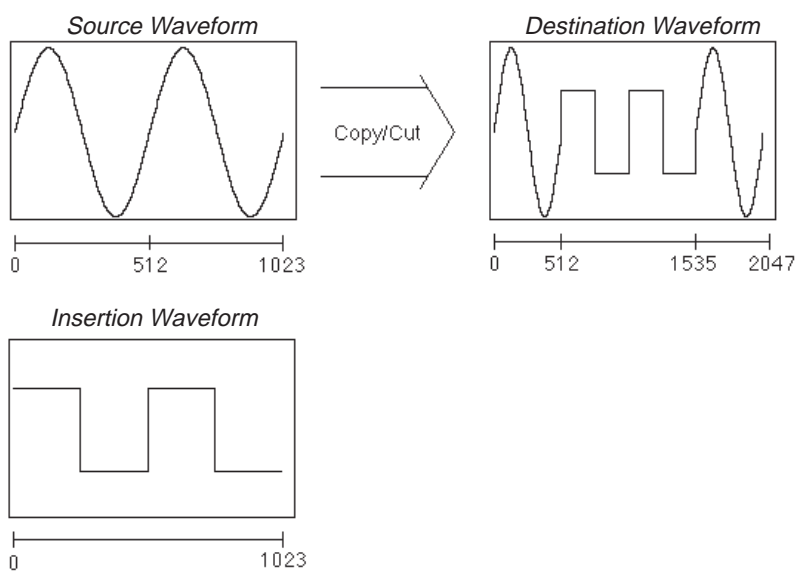 Source Waveform
Destination Waveform
Copy/Cut
0 512 1023
0 512 1535 2047
Insertion Waveform
0 1023